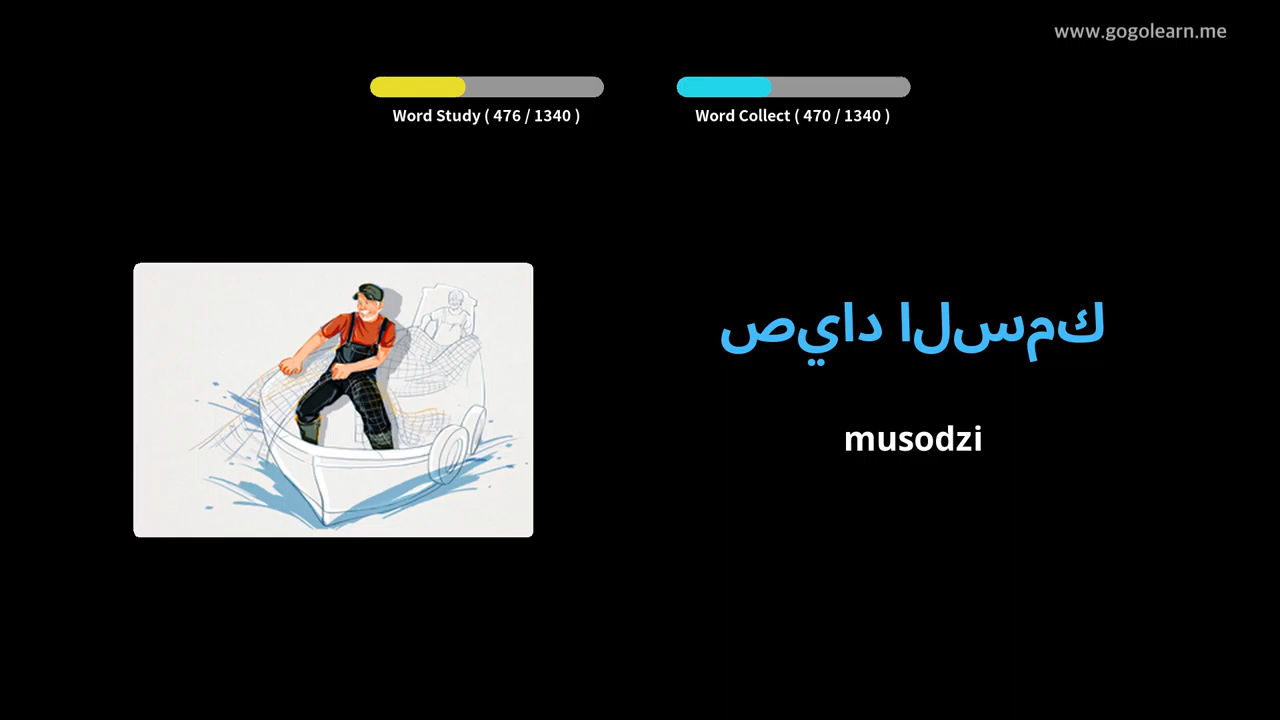 www.gogolearn.me
Word Study ( 476 / 1340 )
Word Collect ( 470 / 1340 )
صياد السمك
musodzi